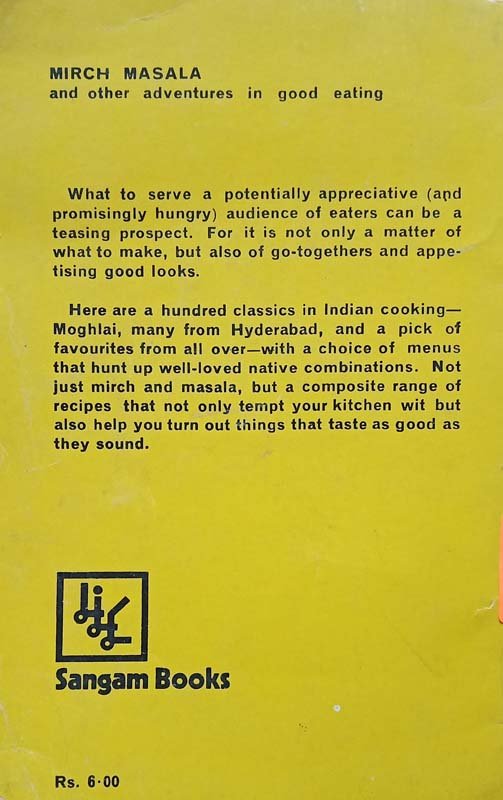 MIRCH MASALA
and other adventures in good eating
What to serve a potentially appreciative (and
promisingly hungry) audience of eaters can be a
teasing prospect. For it is not only a matter of
what to make, but also of go-togethers and appe-
tising good looks.
Here are a hundred classics in Indian cooking—
Moghlai, many from Hyderabad, and a pick of
favourites from all over—with a choice of menus
that hunt up well-loved native combinations. Not
just mirch and masala, but a composite range of
recipes that not only tempt your kitchen wit but
also help you turn out things that taste as good as
they sound.
Sangam Books
Rs. 6·00